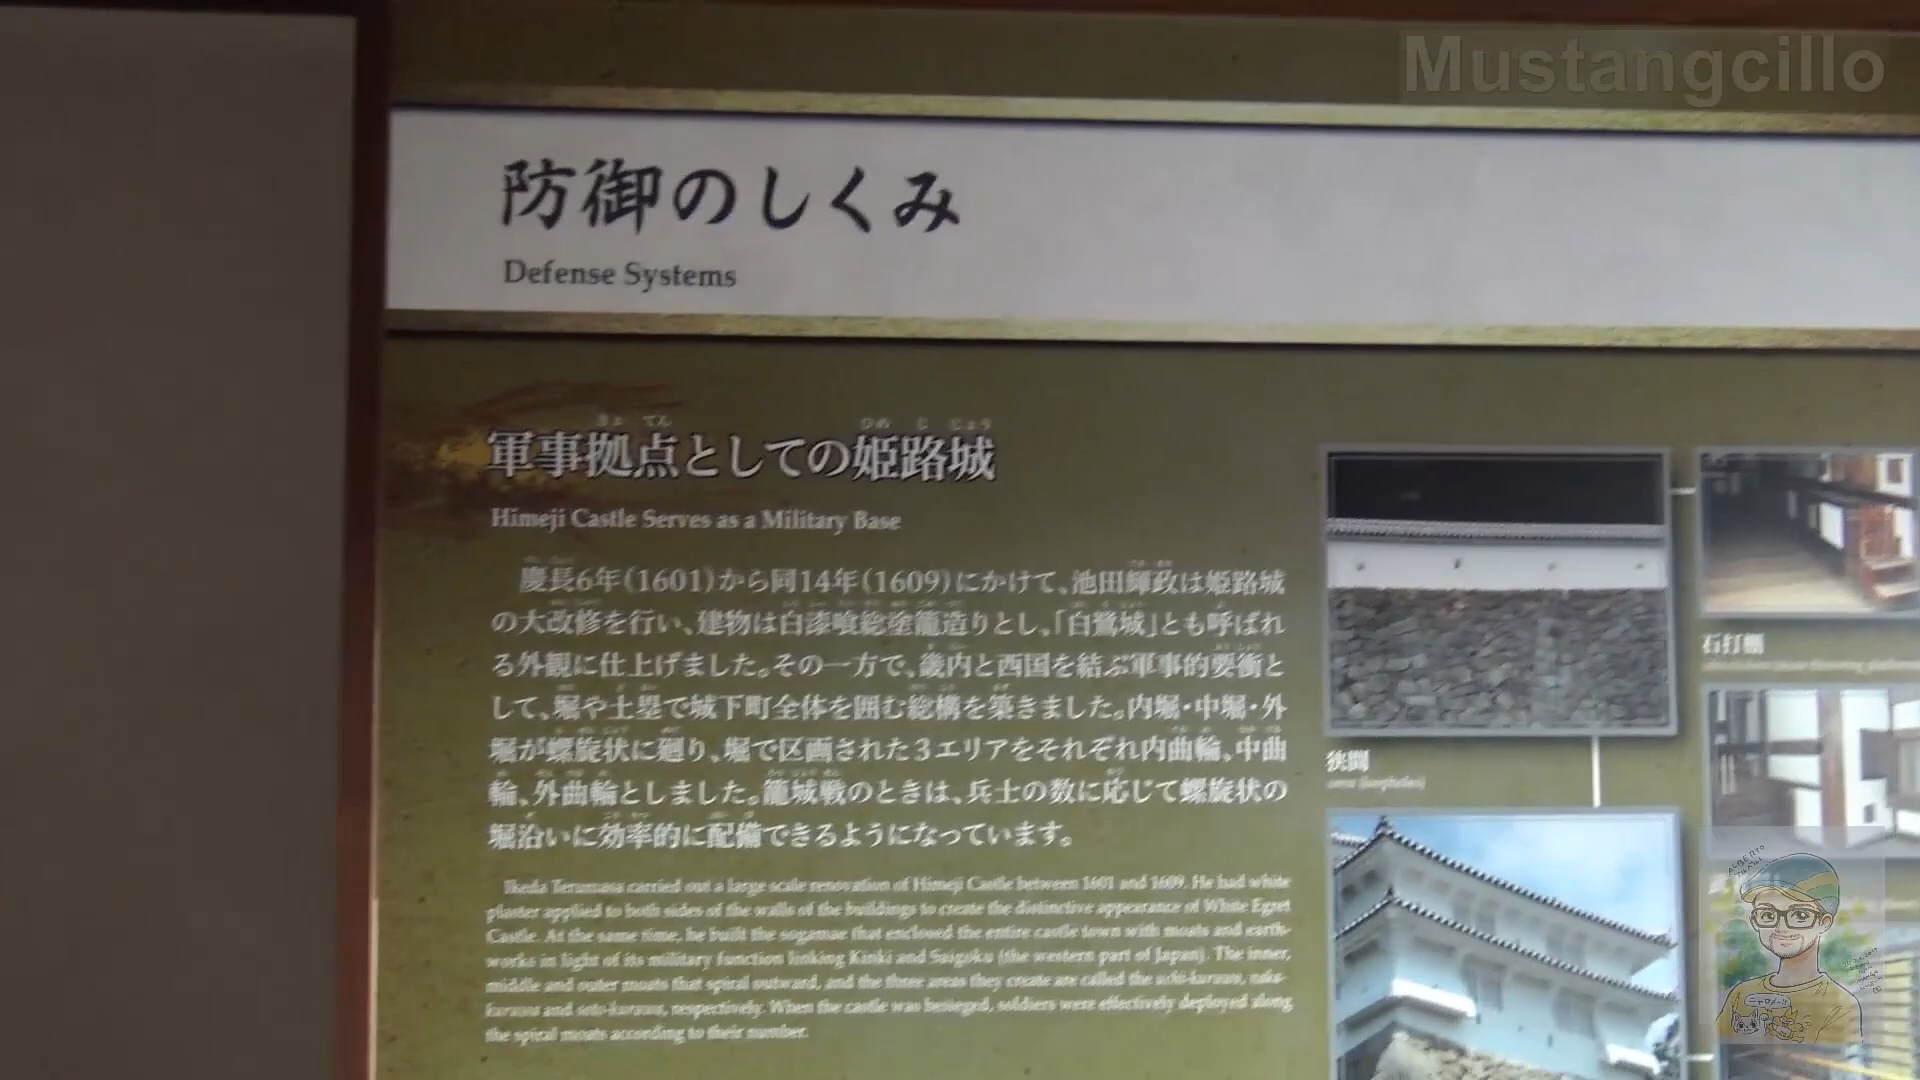 Mustangcillo
防御のしくみ
Defense Systems
軍事拠点としての姫路城
Himeji Castle Serves as a Military Base
慶長6年(1601)から同14年(1609)にかけて、池田輝政は姫路城
の大改修を行い、建物は白漆喰総塗籠造りとし、「白鷺城」とも呼ばれ
る外観に仕上げました。その一方で、畿内と西国を結ぶ軍事的要衝と
して、堀や土塁で城下町全体を囲む総構を築きました。内堀・中堀・外
堀が螺旋状に廻り、堀で区画された3エリアをそれぞれ内曲輪、中曲
輪、外曲輪としました。籠城戦のときは、兵士の数に応じて螺旋状の
堀沿いに効率的に配備できるようになっています。
Ikeda Terumasa carried out a large scale renovation of Himeji Castle between 1601 and 1609. He had white
plaster applied to both sides of the walls of the buildings to create the distinctive appearance of White Egret
Castle. At the same time, he built the sogamae that enclosed the entire castle town with moats and earth-
works in light of its military function linking Kinki and Saigoku (the western part of Japan). The inner,
middle and outer moats that spiral outward, and the three areas they create are called the uchi-kuruwa, naka-
kuruwa and soto-kuruwa, respectively. When the castle was besieged, soldiers were effectively deployed along
the spiral moats according to their number.
狭間
石打棚
ALBERTO